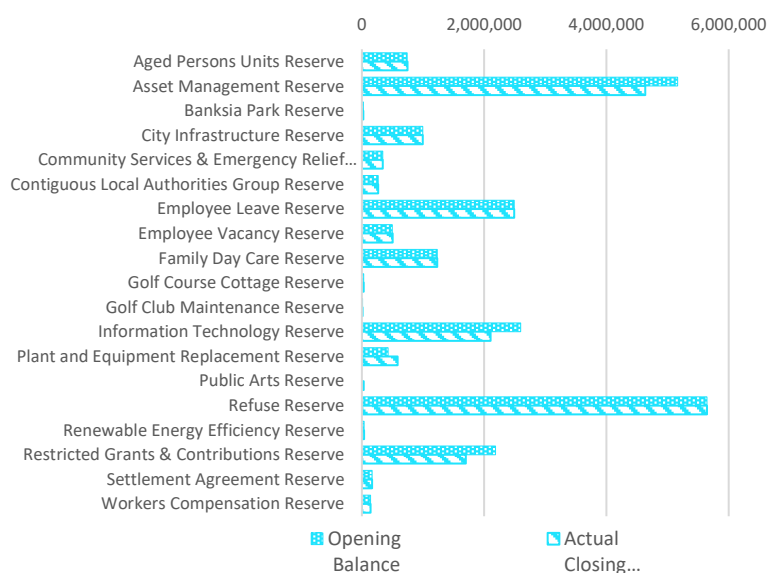 0 2,000,000 4,000,000 6,000,000
Aged Persons Units Reserve
Asset Management Reserve
Banksia Park Reserve
City Infrastructure Reserve
Community Services & Emergency Relief…
Contiguous Local Authorities Group Reserve
Employee Leave Reserve
Employee Vacancy Reserve
Family Day Care Reserve
Golf Course Cottage Reserve
Golf Club Maintenance Reserve
Information Technology Reserve
Plant and Equipment Replacement Reserve
Public Arts Reserve
Refuse Reserve
Renewable Energy Efficiency Reserve
Restricted Grants & Contributions Reserve
Settlement Agreement Reserve
Workers Compensation Reserve
Opening
Balance
Actual
Closing…